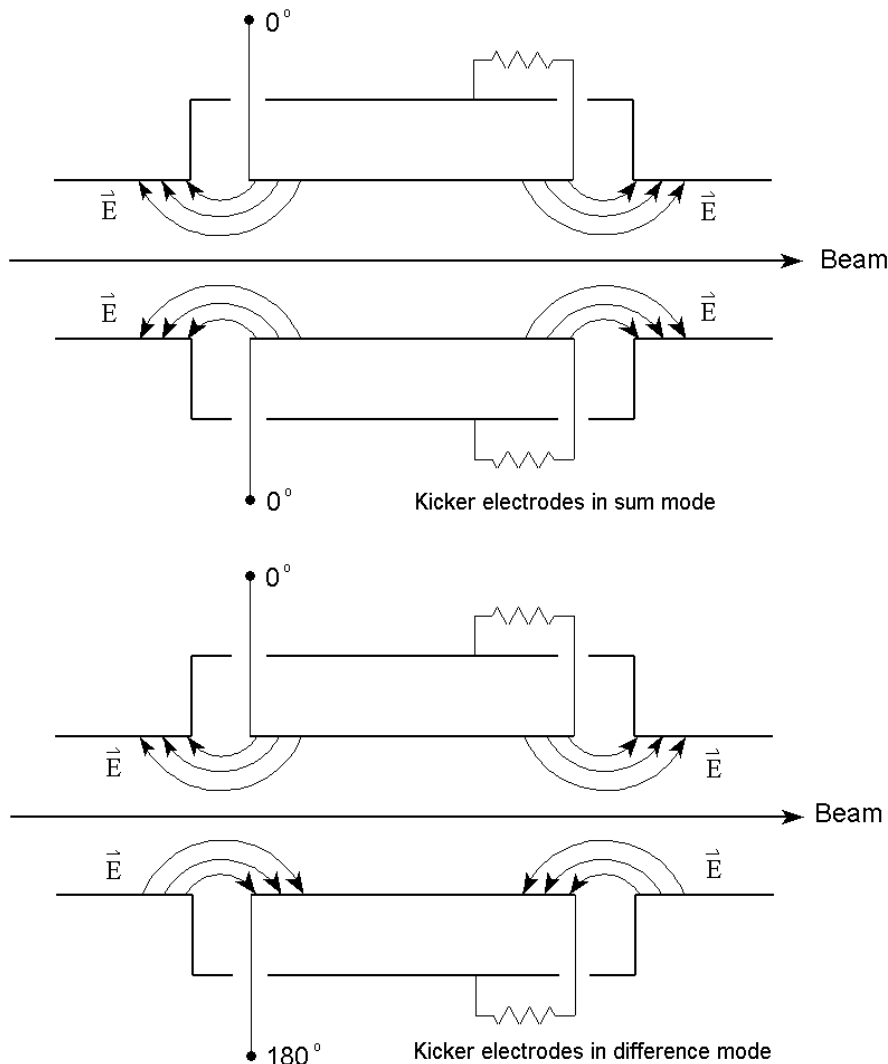 0°
E⃗
E⃗
Beam
E⃗
E⃗
0°
Kicker electrodes in sum mode
0°
E⃗
E⃗
Beam
E⃗
E⃗
180°
Kicker electrodes in difference mode